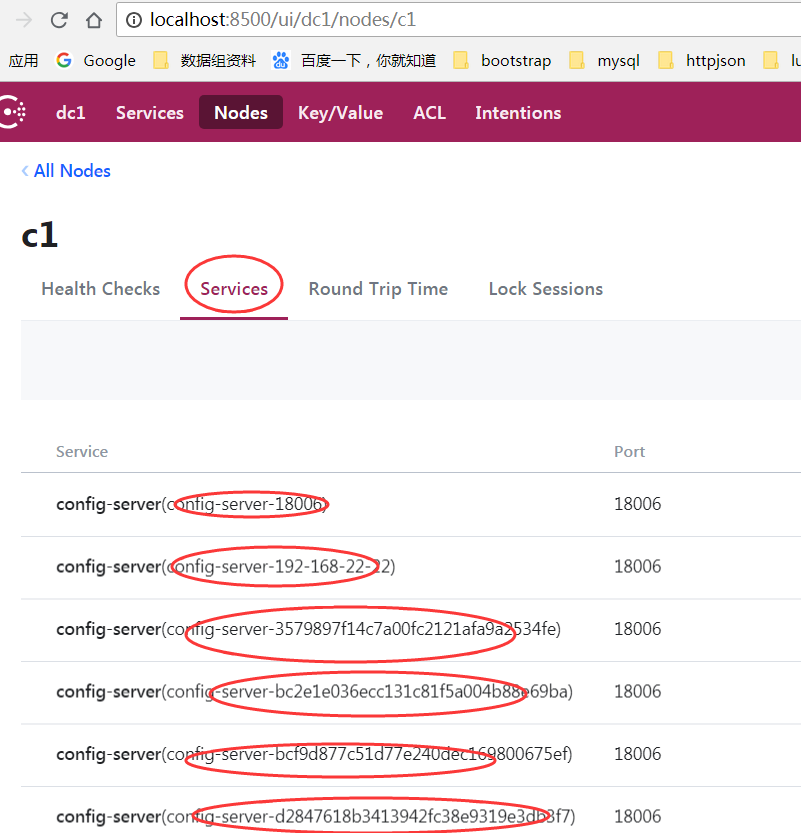 localhost:8500/ui/dc1/nodes/c1
应用 Google 数据组资料 百度一下，你就知道 bootstrap mysql httpjson lu
dc1 Services Nodes Key/Value ACL Intentions
All Nodes
c1
Health Checks Services Round Trip Time Lock Sessions
Service Port
config-server(config-server-18006) 18006
config-server(config-server-192-168-22-22) 18006
config-server(config-server-3579897f14c7a00fc2121afa9a2534fe) 18006
config-server(config-server-bc2e1e036ecc131c81f5a004b88e69ba) 18006
config-server(config-server-bcf9d877c51d77e240dec169800675ef) 18006
config-server(config-server-d2847618b3413942fc38e9319e3db3f7) 18006